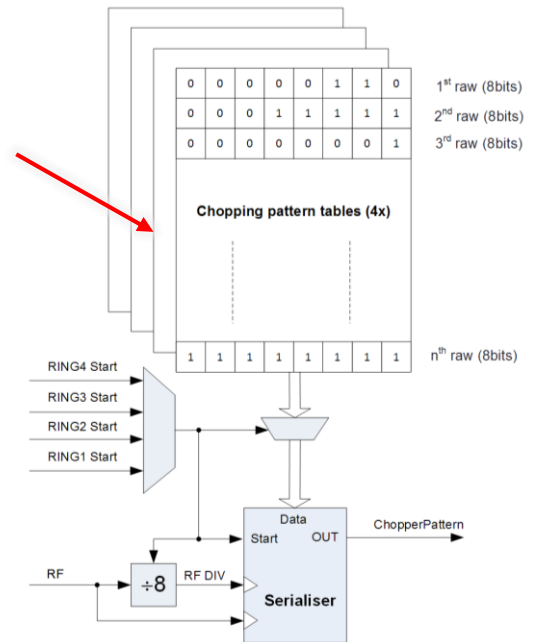 0 0 0 0 0 1 1 0 1st raw (8bits)
0 0 0 1 1 1 1 1 2nd raw (8bits)
0 0 0 0 0 0 0 1 3rd raw (8bits)
Chopping pattern tables (4x)
1 1 1 1 1 1 1 1 nth raw (8bits)
RING4 Start
RING3 Start
RING2 Start
RING1 Start
Data
Start OUT ChopperPattern
RF ÷8 RF DIV
Serialiser